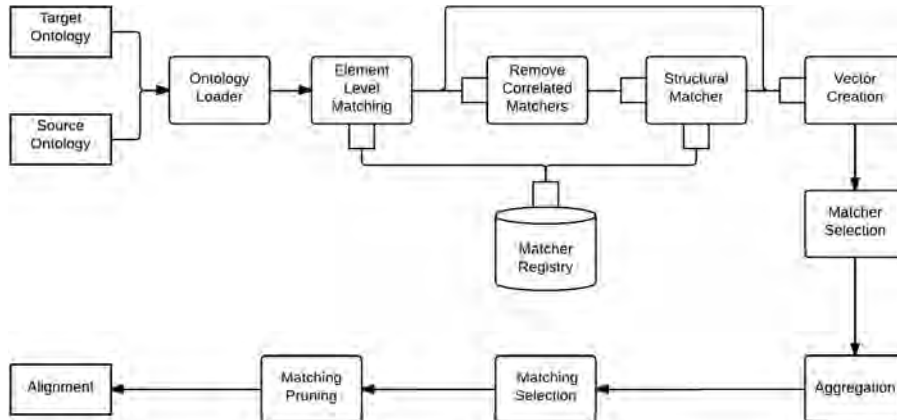 Target
Ontology
Source
Ontology
Ontology
Loader
Element
Level
Matching
Remove
Correlated
Matchers
Structural
Matcher
Vector
Creation
Matcher
Registry
Matcher
Selection
Aggregation
Matching
Selection
Matching
Pruning
Alignment